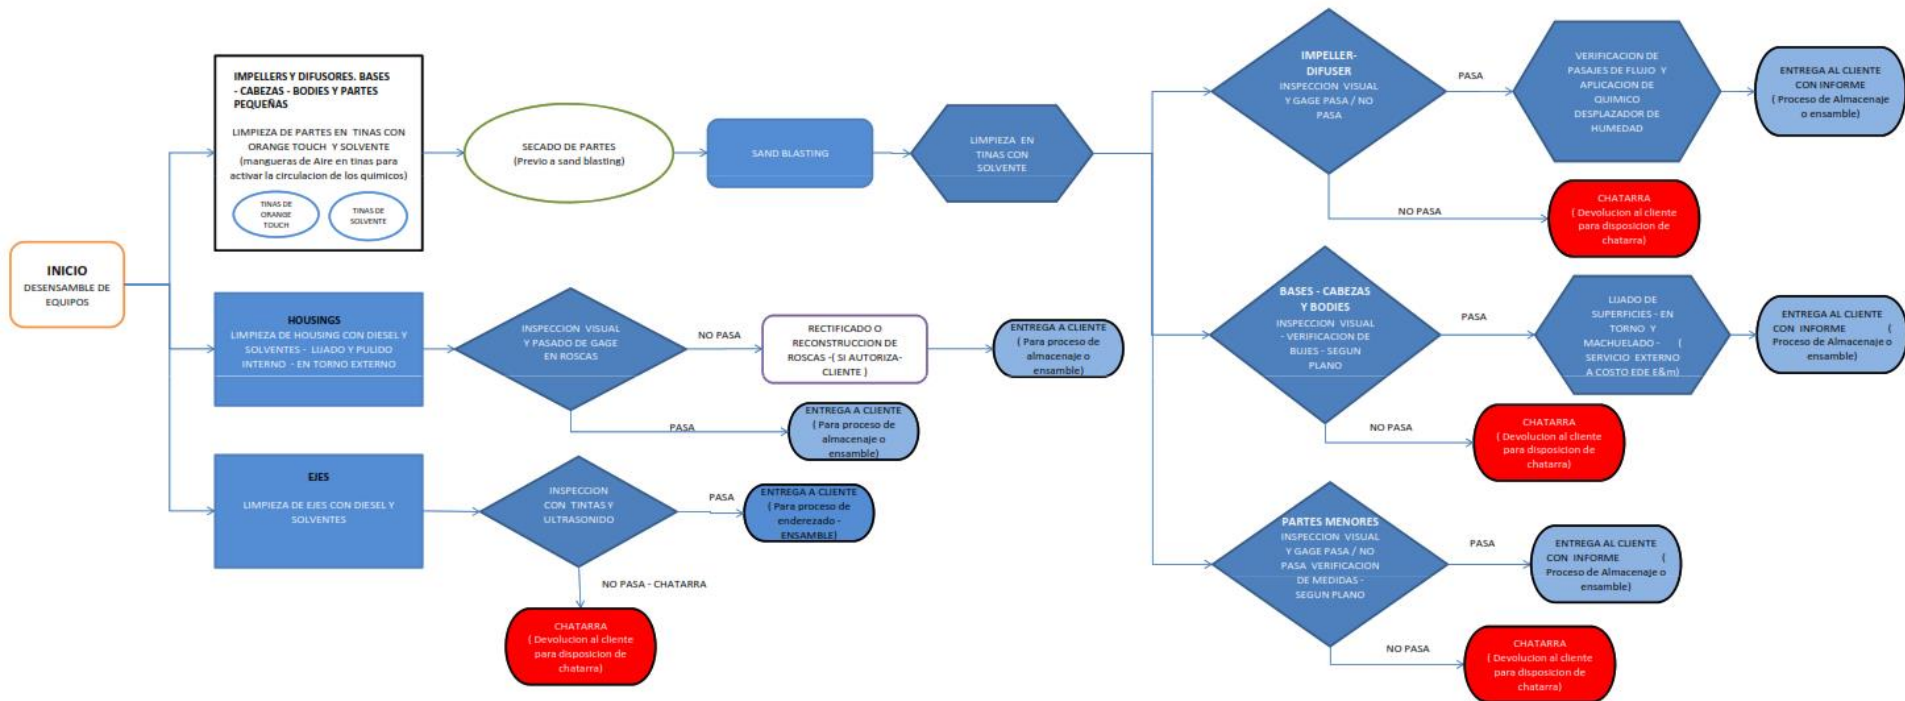 INICIO
DESENSAMBLE DE
EQUIPOS
IMPELLERS Y DIFUSORES. BASES
- CABEZAS - BODIES Y PARTES
PEQUEÑAS
LIMPIEZA DE PARTES EN TINAS CON
ORANGE TOUCH Y SOLVENTE
(mangueras de Aire en tinas para
activar la circulacion de los quimicos)
TINAS DE
ORANGE
TOUCH
TINAS DE
SOLVENTE
SECADO DE PARTES
(Previo a sand blasting)
SAND BLASTING
LIMPIEZA EN
TINAS CON
SOLVENTE
IMPELLER-
DIFUSER
INSPECCION VISUAL
Y GAGE PASA / NO
PASA
PASA
VERIFICACION DE
PASAJES DE FLUJO Y
APLICACION DE
QUIMICO
DESPLAZADOR DE
HUMEDAD
ENTREGA AL CLIENTE
CON INFORME
( Proceso de Almacenaje
o ensamble)
NO PASA
CHATARRA
( Devolucion al cliente
para disposicion de
chatarra)
BASES - CABEZAS
Y BODIES
INSPECCION VISUAL
- VERIFICACION DE
BUJES - SEGUN
PLANO
PASA
LIJADO DE
SUPERFICIES - EN
TORNO Y
MACHUELADO - (
SERVICIO EXTERNO
A COSTO EDE E&m)
ENTREGA AL CLIENTE
CON INFORME (
Proceso de Almacenaje o
ensamble)
NO PASA
CHATARRA
( Devolucion al cliente
para disposicion de
chatarra)
PARTES MENORES
INSPECCION VISUAL
Y GAGE PASA / NO
PASA VERIFICACION
DE MEDIDAS -
SEGUN PLANO
PASA
ENTREGA AL CLIENTE
CON INFORME (
Proceso de Almacenaje o
ensamble)
NO PASA
CHATARRA
( Devolucion al cliente
para disposicion de
chatarra)
HOUSINGS
LIMPIEZA DE HOUSING CON DIESEL Y
SOLVENTES - LIJADO Y PULIDO
INTERNO - EN TORNO EXTERNO
INSPECCION VISUAL
Y PASADO DE GAGE
EN ROSCAS
NO PASA
RECTIFICADO O
RECONSTRUCCION DE
ROSCAS -( SI AUTORIZA-
CLIENTE )
ENTREGA A CLIENTE
( Para proceso de
almacenaje o
ensamble)
PASA
ENTREGA A CLIENTE
( Para proceso de
almacenaje o
ensamble)
EJES
LIMPIEZA DE EJES CON DIESEL Y
SOLVENTES
INSPECCION
CON TINTAS Y
ULTRASONIDO
PASA
ENTREGA A CLIENTE
( Para proceso de
enderezado -
ENSAMBLE)
NO PASA - CHATARRA
CHATARRA
( Devolucion al cliente
para disposicion de
chatarra)